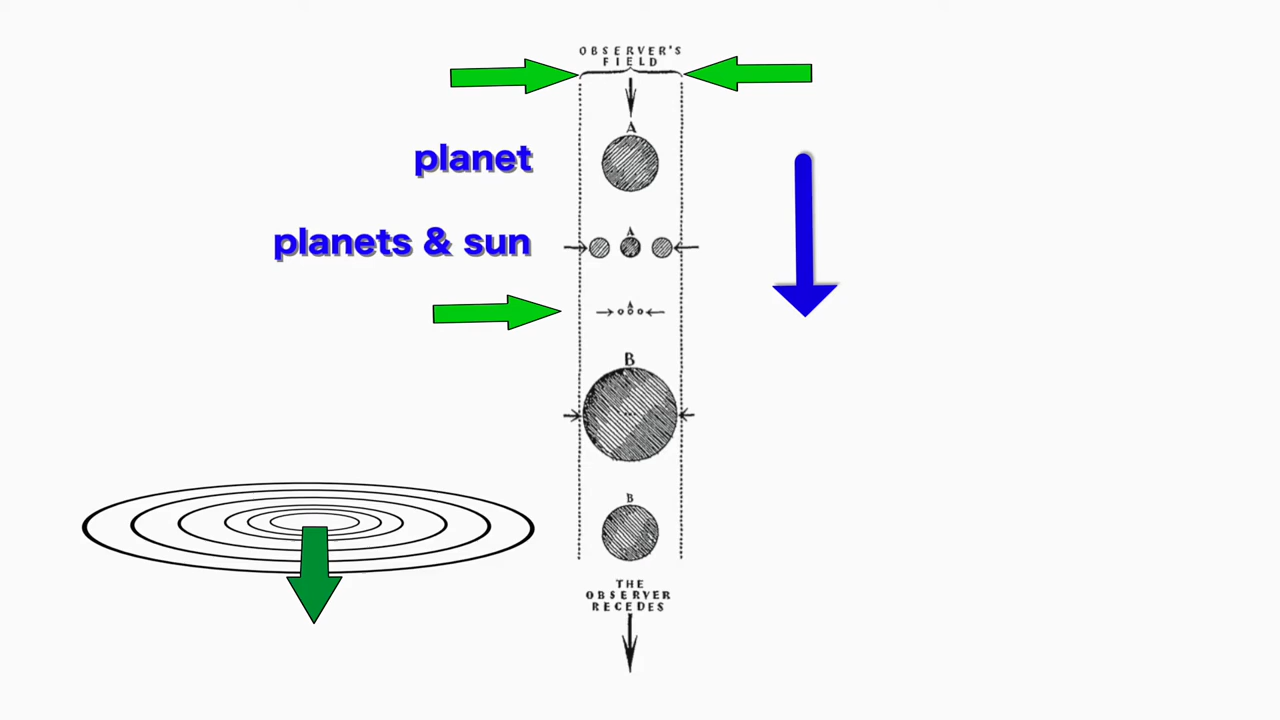 OBSERVER'S
FIELD
A
planet
planets & sun
A
A
B
B
THE
OBSERVER
RECEDES